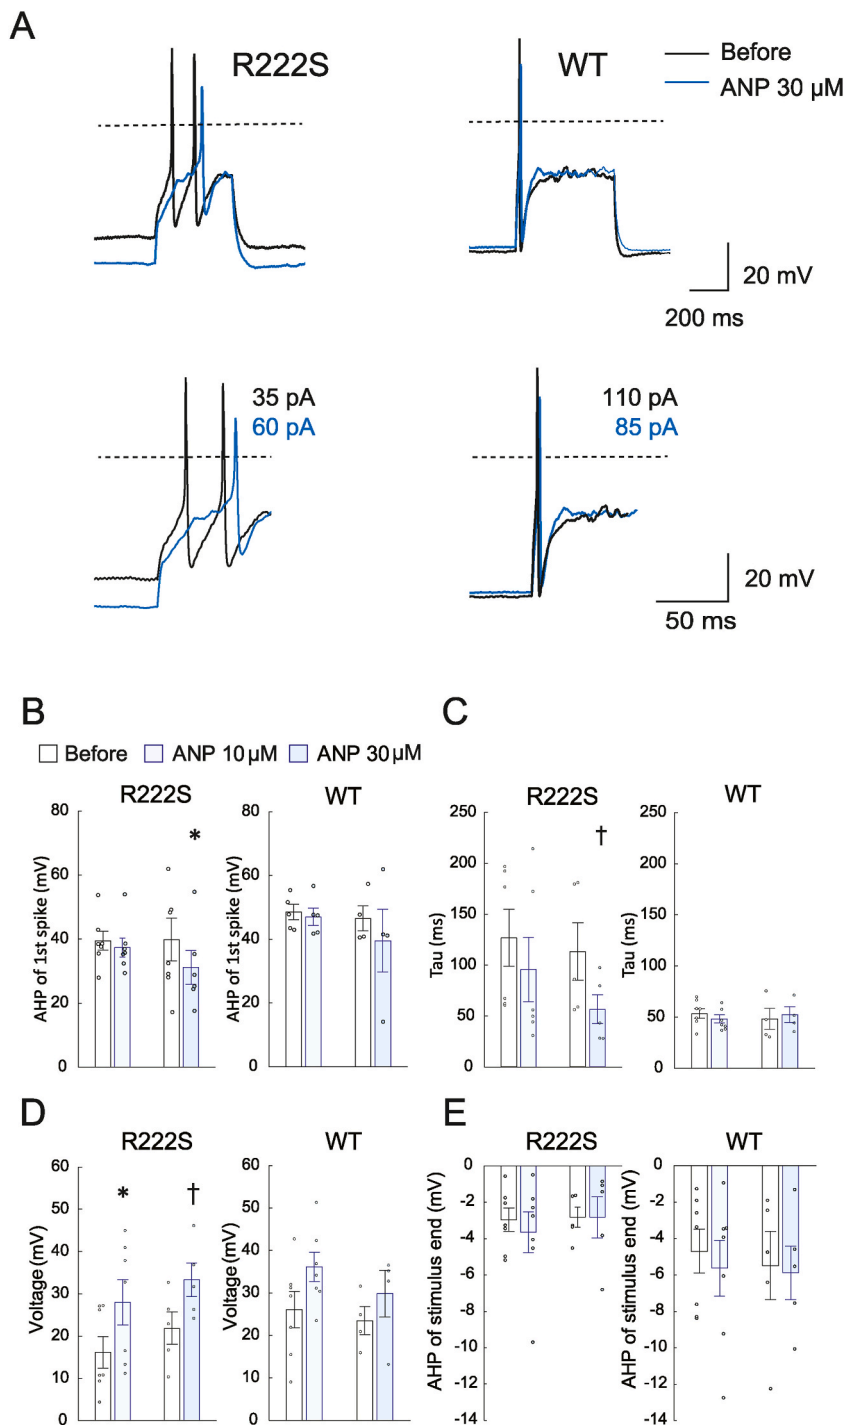 A
R222S
WT
Before
ANP 30 µM
20 mV
200 ms
35 pA
60 pA
110 pA
85 pA
20 mV
50 ms
B
C
Before ANP 10 µM ANP 30 µM
R222S
WT
R222S
WT
AHP of 1st spike (mV)
80
60
40
20
0
*
AHP of 1st spike (mV)
80
60
40
20
0
Tau (ms)
250
200
150
100
50
0
†
Tau (ms)
250
200
150
100
50
0
D
E
R222S
WT
R222S
WT
Voltage (mV)
60
50
40
30
20
10
0
* †
Voltage (mV)
60
50
40
30
20
10
0
AHP of stimulus end (mV)
0
-2
-4
-6
-8
-10
-12
-14
AHP of stimulus end (mV)
0
-2
-4
-6
-8
-10
-12
-14